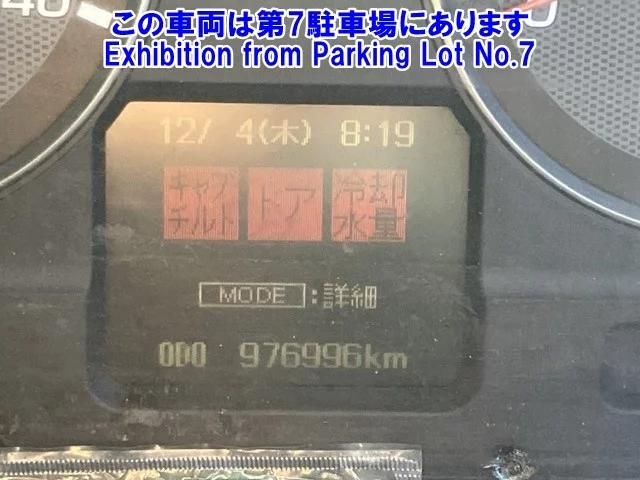 40
この車両は第7駐車場にあります
Exhibition from Parking Lot No.7
12/ 4(木) 8:19
キャブチルト ドア 冷却水量
MODE:詳細
ODO 976996km